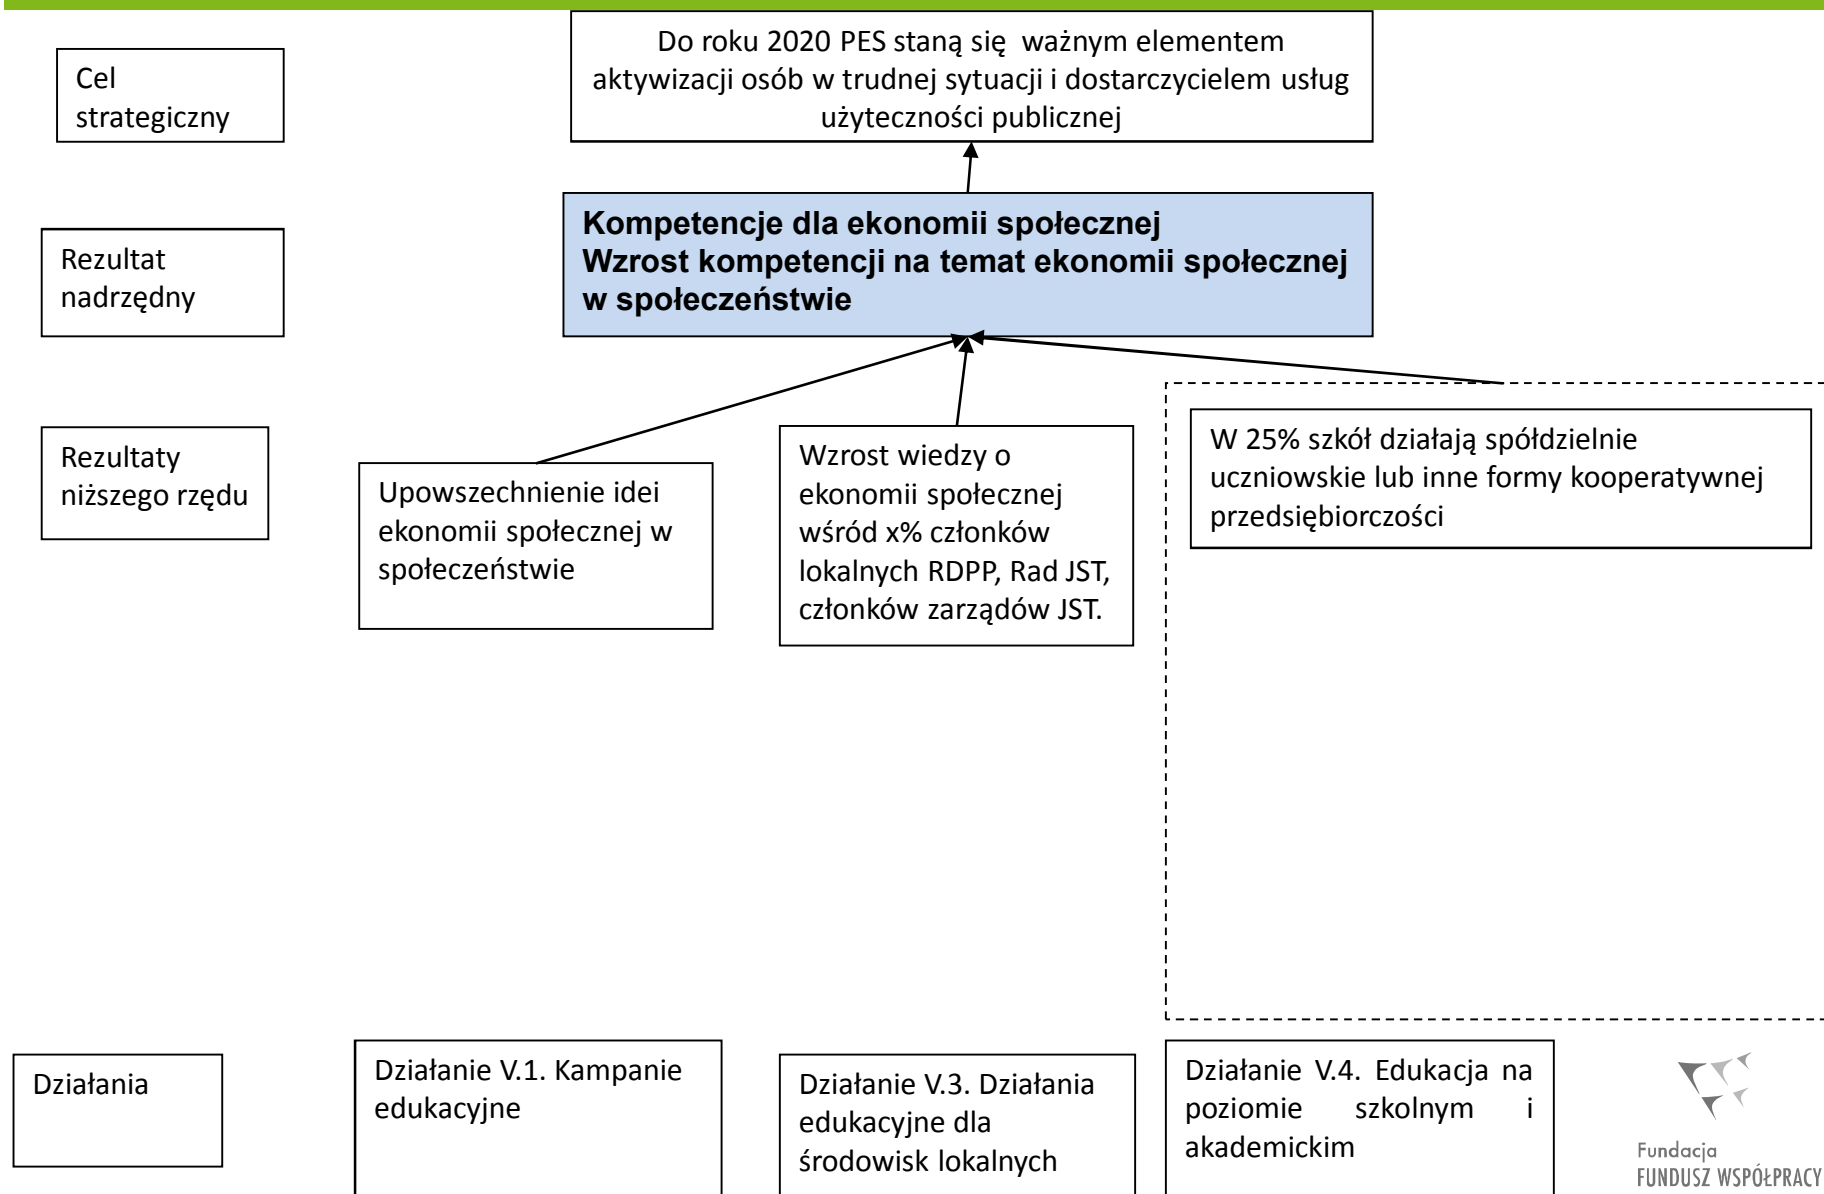 Cel
strategiczny
Do roku 2020 PES staną się ważnym elementem
aktywizacji osób w trudnej sytuacji i dostarczycielem usług
użyteczności publicznej
Rezultat
nadrzędny
Kompetencje dla ekonomii społecznej
Wzrost kompetencji na temat ekonomii społecznej
w społeczeństwie
Rezultaty
niższego rzędu
Upowszechnienie idei
ekonomii społecznej w
społeczeństwie
Wzrost wiedzy o
ekonomii społecznej
wśród x% członków
lokalnych RDPP, Rad JST,
członków zarządów JST.
W 25% szkół działają spółdzielnie
uczniowskie lub inne formy kooperatywnej
przedsiębiorczości
Działania
Działanie V.1. Kampanie
edukacyjne
Działanie V.3. Działania
edukacyjne dla
środowisk lokalnych
Działanie V.4. Edukacja na
poziomie szkolnym i
akademickim
Fundacja
FUNDUSZ WSPÓŁPRACY